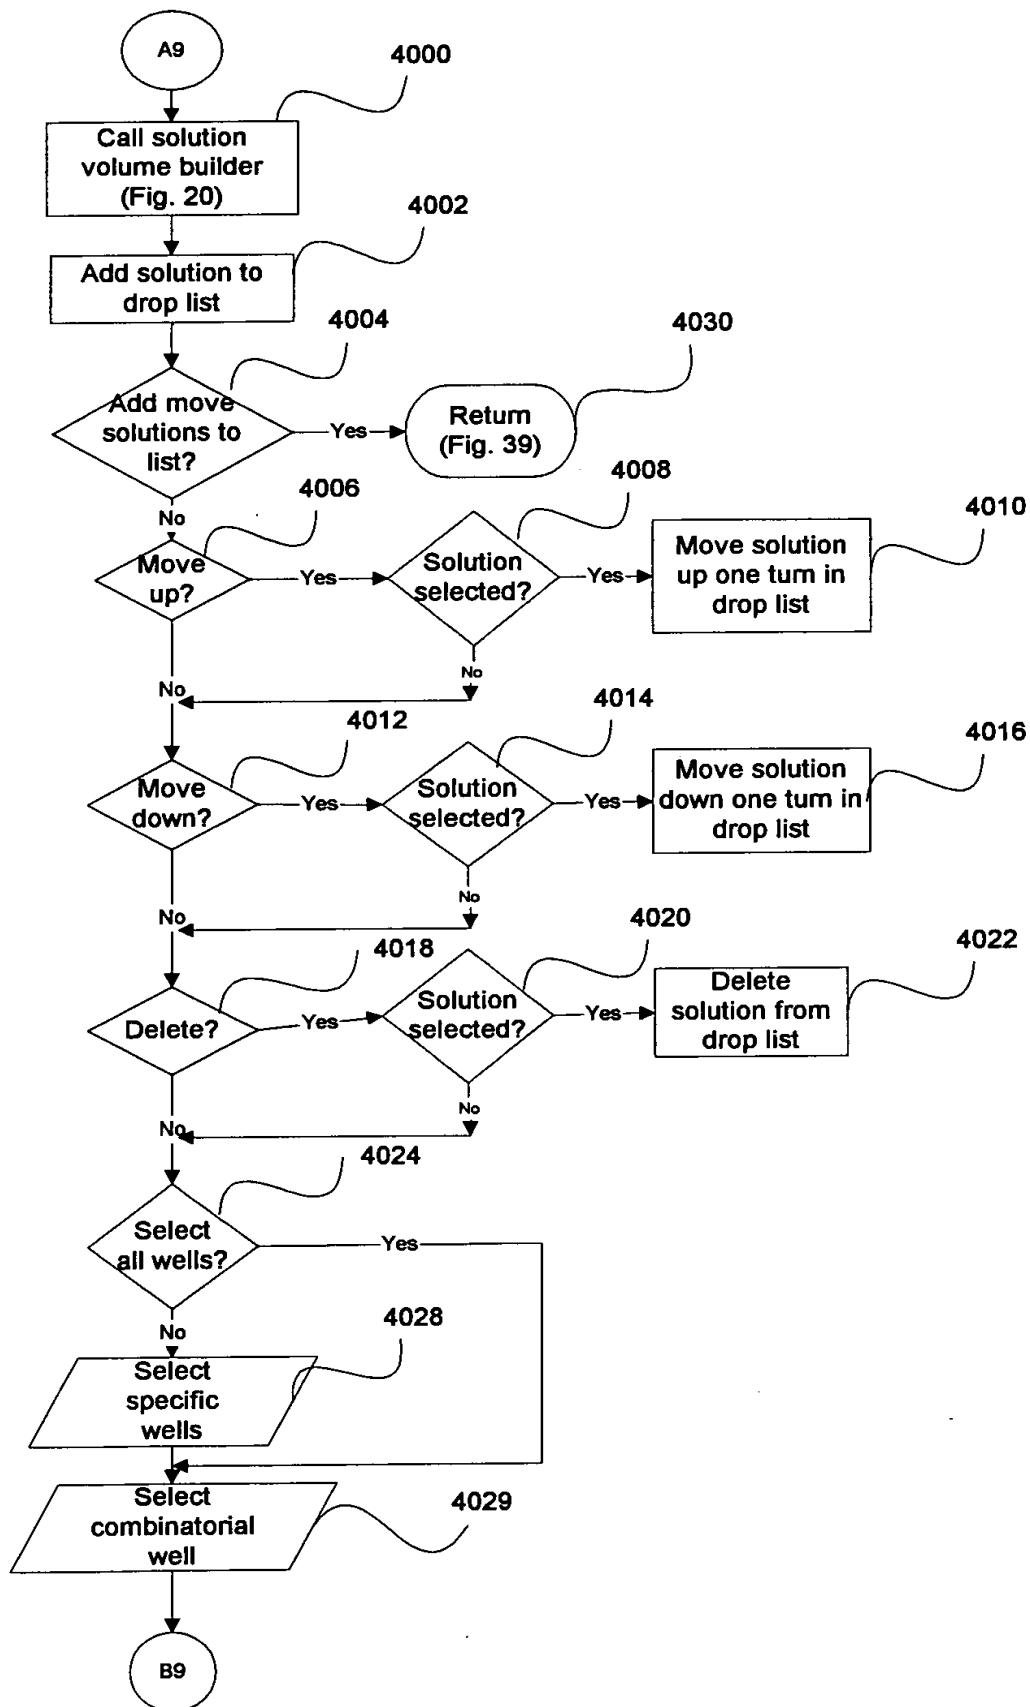 A9
4000
Call solution
volume builder
(Fig. 20)
4002
Add solution to
drop list
4004
4030
Add move
solutions to
list?
Yes
Return
(Fig. 39)
4006
4008
4010
No
Move
up?
Yes
Solution
selected?
Yes
Move solution
up one turn in
drop list
No
No
4012
4014
4016
Move
down?
Yes
Solution
selected?
Yes
Move solution
down one turn in
drop list
No
No
4018
4020
4022
Delete?
Yes
Solution
selected?
Yes
Delete
solution from
drop list
No
No
4024
Select
all wells?
Yes
No
4028
Select
specific
wells
Select
combinatorial
well
4029
B9